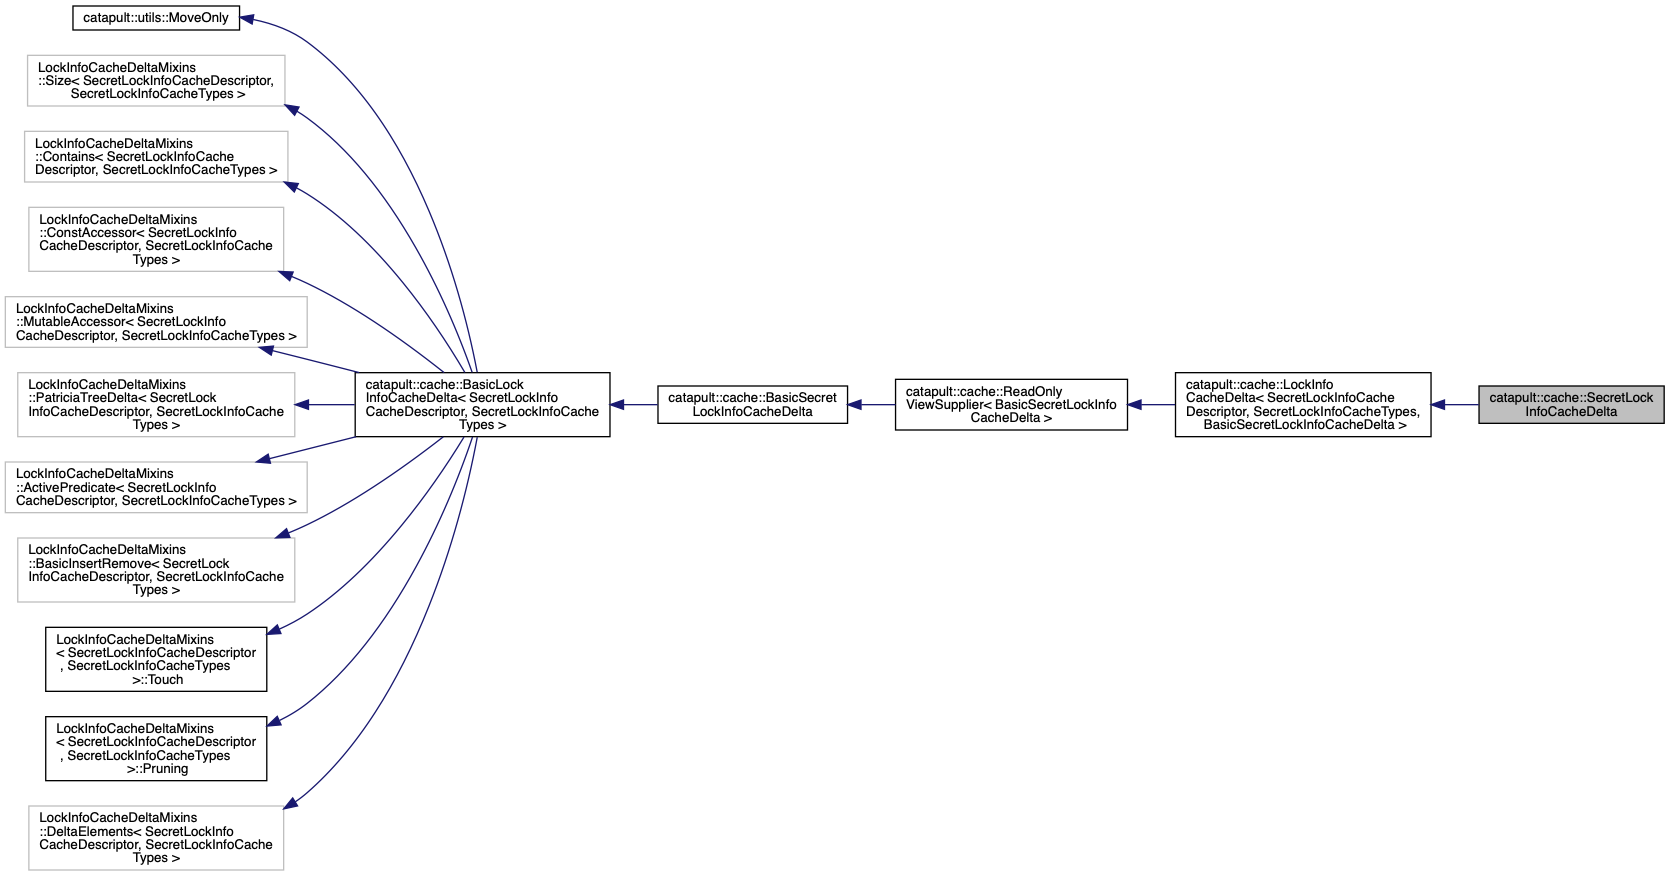 catapult::utils::MoveOnly
LockInfoCacheDeltaMixins
::Size< SecretLockInfoCacheDescriptor,
SecretLockInfoCacheTypes >
LockInfoCacheDeltaMixins
::Contains< SecretLockInfoCache
Descriptor, SecretLockInfoCacheTypes >
LockInfoCacheDeltaMixins
::ConstAccessor< SecretLockInfo
CacheDescriptor, SecretLockInfoCache
Types >
LockInfoCacheDeltaMixins
::MutableAccessor< SecretLockInfo
CacheDescriptor, SecretLockInfoCacheTypes >
LockInfoCacheDeltaMixins
::PatriciaTreeDelta< SecretLock
InfoCacheDescriptor, SecretLockInfoCache
Types >
LockInfoCacheDeltaMixins
::ActivePredicate< SecretLockInfo
CacheDescriptor, SecretLockInfoCacheTypes >
LockInfoCacheDeltaMixins
::BasicInsertRemove< SecretLock
InfoCacheDescriptor, SecretLockInfoCache
Types >
LockInfoCacheDeltaMixins
< SecretLockInfoCacheDescriptor
, SecretLockInfoCacheTypes
>::Touch
LockInfoCacheDeltaMixins
< SecretLockInfoCacheDescriptor
, SecretLockInfoCacheTypes
>::Pruning
LockInfoCacheDeltaMixins
::DeltaElements< SecretLockInfo
CacheDescriptor, SecretLockInfoCache
Types >
catapult::cache::BasicLock
InfoCacheDelta< SecretLockInfo
CacheDescriptor, SecretLockInfoCache
Types >
catapult::cache::BasicSecret
LockInfoCacheDelta
catapult::cache::ReadOnly
ViewSupplier< BasicSecretLockInfo
CacheDelta >
catapult::cache::LockInfo
CacheDelta< SecretLockInfoCache
Descriptor, SecretLockInfoCacheTypes,
BasicSecretLockInfoCacheDelta >
catapult::cache::SecretLock
InfoCacheDelta